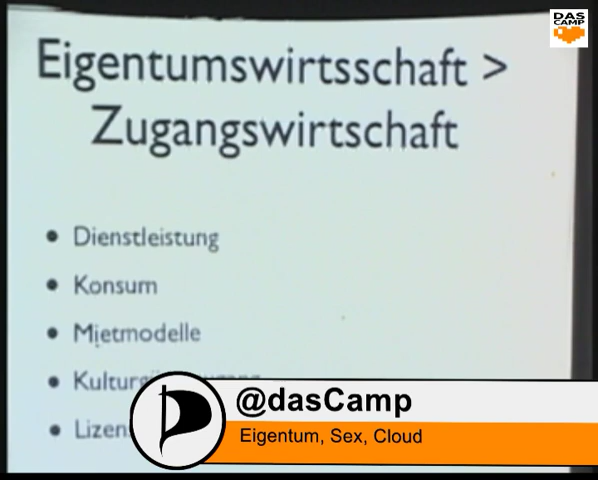 DAS
CAMP
Eigentumswirtsschaft >
Zugangswirtschaft
• Dienstleistung
• Konsum
• Mietmodelle
• 
• 
@dasCamp
Eigentum, Sex, Cloud